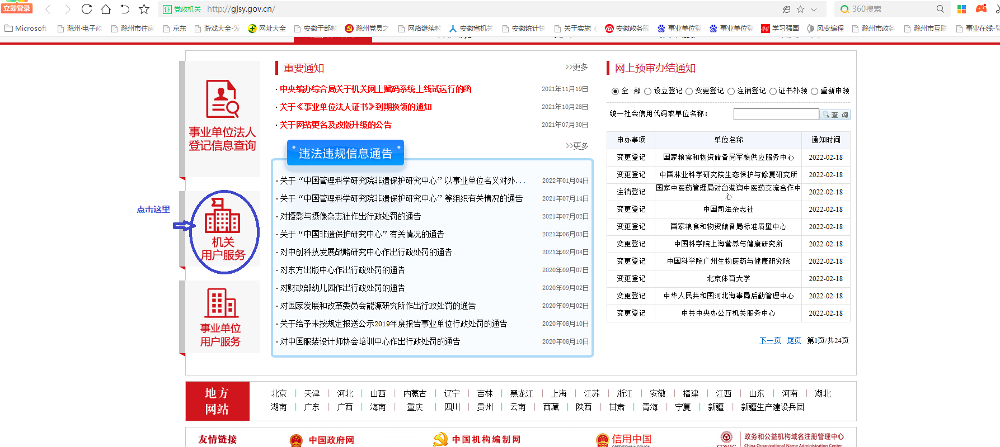 立即登录
证 党政机关 http://gjsy.gov.cn/
360搜索
Microsoft 滁州·电子政 滁州市住房 京东 游戏大全-发 网址大全 安徽干部教 滁州党员之 网络继续教 安徽省机关 安徽统计快 关于实施《 安徽政务服 事业单位登 事业单位登 学习强国 风变编程 滁州市政务 滁州市互联 事业在线-登
事业单位法人
登记信息查询
点击这里
机关
用户服务
事业单位
用户服务
重要通知 >>更多
· 中央编办综合局关于机关网上赋码系统上线试运行的函 2021年11月19日
· 关于《事业单位法人证书》到期换领的通知 2021年10月28日
· 关于网站更名及改版升级的公告 2021年07月30日
违法违规信息通告 >>更多
· 关于“中国管理科学研究院非遗保护研究中心”以事业单位名义对外... 2022年01月04日
· 关于“中国管理科学研究院非遗保护研究中心”等组织有关情况的通告 2021年07月14日
· 对摄影与摄像杂志社作出行政处罚的通告 2021年07月02日
· 关于“中国非遗保护研究中心”有关情况的通告 2021年06月03日
· 对中创科技发展战略研究中心作出行政处罚的通告 2021年02月04日
· 对东方出版中心作出行政处罚的通告 2020年09月07日
· 对财政部幼儿园作出行政处罚的通告 2020年09月02日
· 对国家发展和改革委员会能源研究所作出行政处罚的通告 2020年09月02日
· 关于给予未按规定报送公示2019年度报告事业单位行政处罚的通告 2020年08月10日
· 对中国服装设计师协会培训中心作出行政处罚的通告 2020年08月10日
网上预审办结通知
全 部 设立登记 变更登记 注销登记 证书补领 重新申领
统一社会信用代码或单位名称： 查 询
申办事项 单位名称 通知时间
变更登记 国家粮食和物资储备局军粮供应服务中心 2022-02-18
变更登记 中国林业科学研究院生态保护与修复研究所 2022-02-18
注销登记 国家中医药管理局对台港澳中医药交流合作中心 2022-02-18
变更登记 中国司法杂志社 2022-02-18
变更登记 国家粮食和物资储备局标准质量中心 2022-02-18
变更登记 中国科学院上海营养与健康研究所 2022-02-18
变更登记 中国科学院广州生物医药与健康研究院 2022-02-18
变更登记 北京体育大学 2022-02-18
变更登记 中华人民共和国河北海事局后勤管理中心 2022-02-18
变更登记 中共中央办公厅机关服务中心 2022-02-18
下一页 尾页 第1页/共24页
地方
网站
北京 | 天津 | 河北 | 山西 | 内蒙古 | 辽宁 | 吉林 | 黑龙江 | 上海 | 江苏 | 浙江 | 安徽 | 福建 | 江西 | 山东 | 河南 | 湖北
湖南 | 广东 | 广西 | 海南 | 重庆 | 四川 | 贵州 | 云南 | 西藏 | 陕西 | 甘肃 | 青海 | 宁夏 | 新疆 | 新疆生产建设兵团
友情链接 中国政府网 中国机构编制网 信用中国 政务和公益机构域名注册管理中心
CONAC China Organizational Name Administration Center